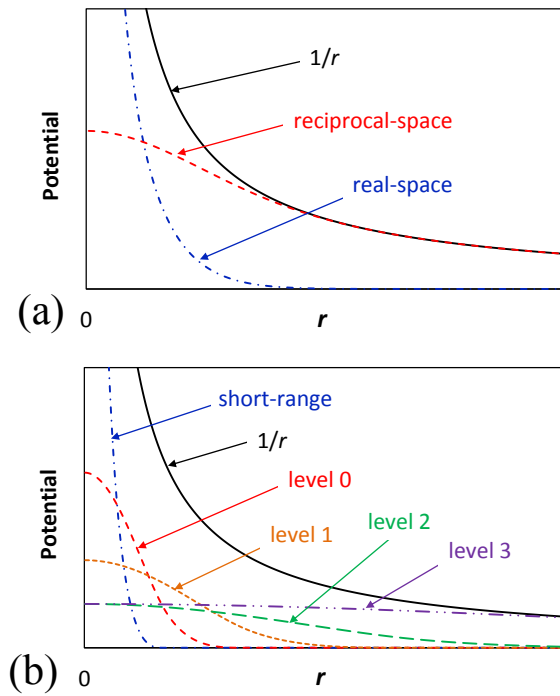 Potential
1/r
reciprocal-space
real-space
(a)
0
r
Potential
short-range
1/r
level 0
level 1
level 2
level 3
(b)
0
r